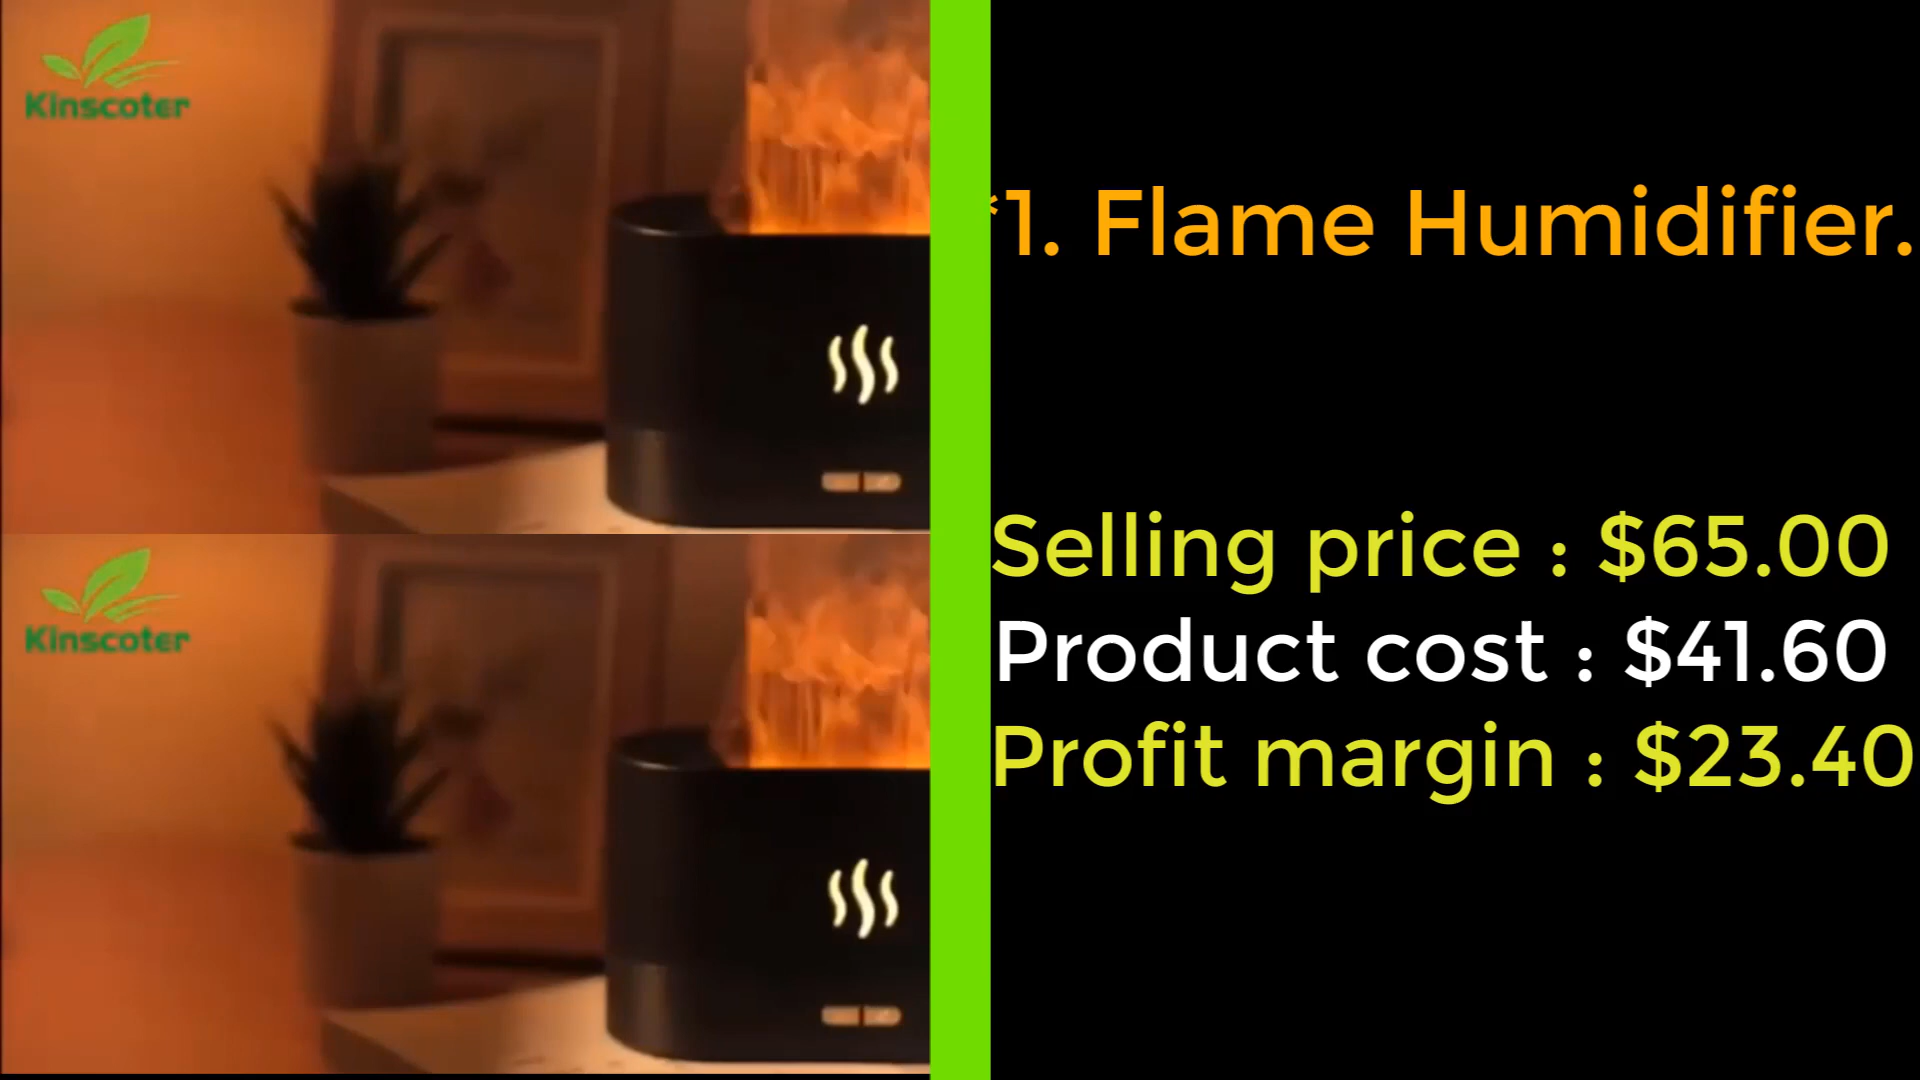 Kinscoter
Kinscoter
*1. Flame Humidifier.
Selling price : $65.00
Product cost : $41.60
Profit margin : $23.40